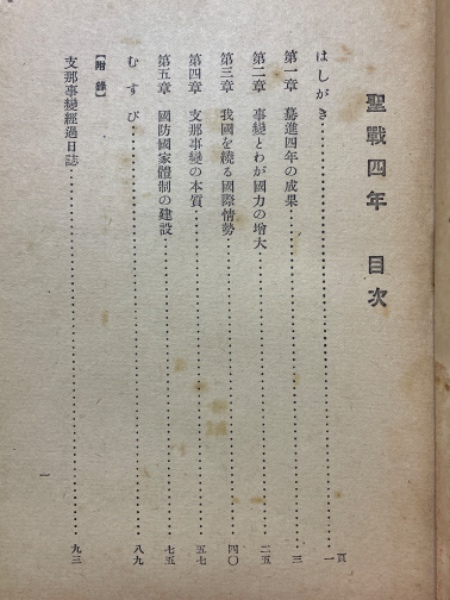 聖戰四年 目次
頁
はしがき…一
第一章 驀進四年の成果…三
第二章 事變とわが國力の增大…二五
第三章 我國を繞る國際情勢…四〇
第四章 支那事變の本質…五七
第五章 國防國家體制の建設…七五
むすび…八九
【附錄】
支那事變經過日誌…九三
一